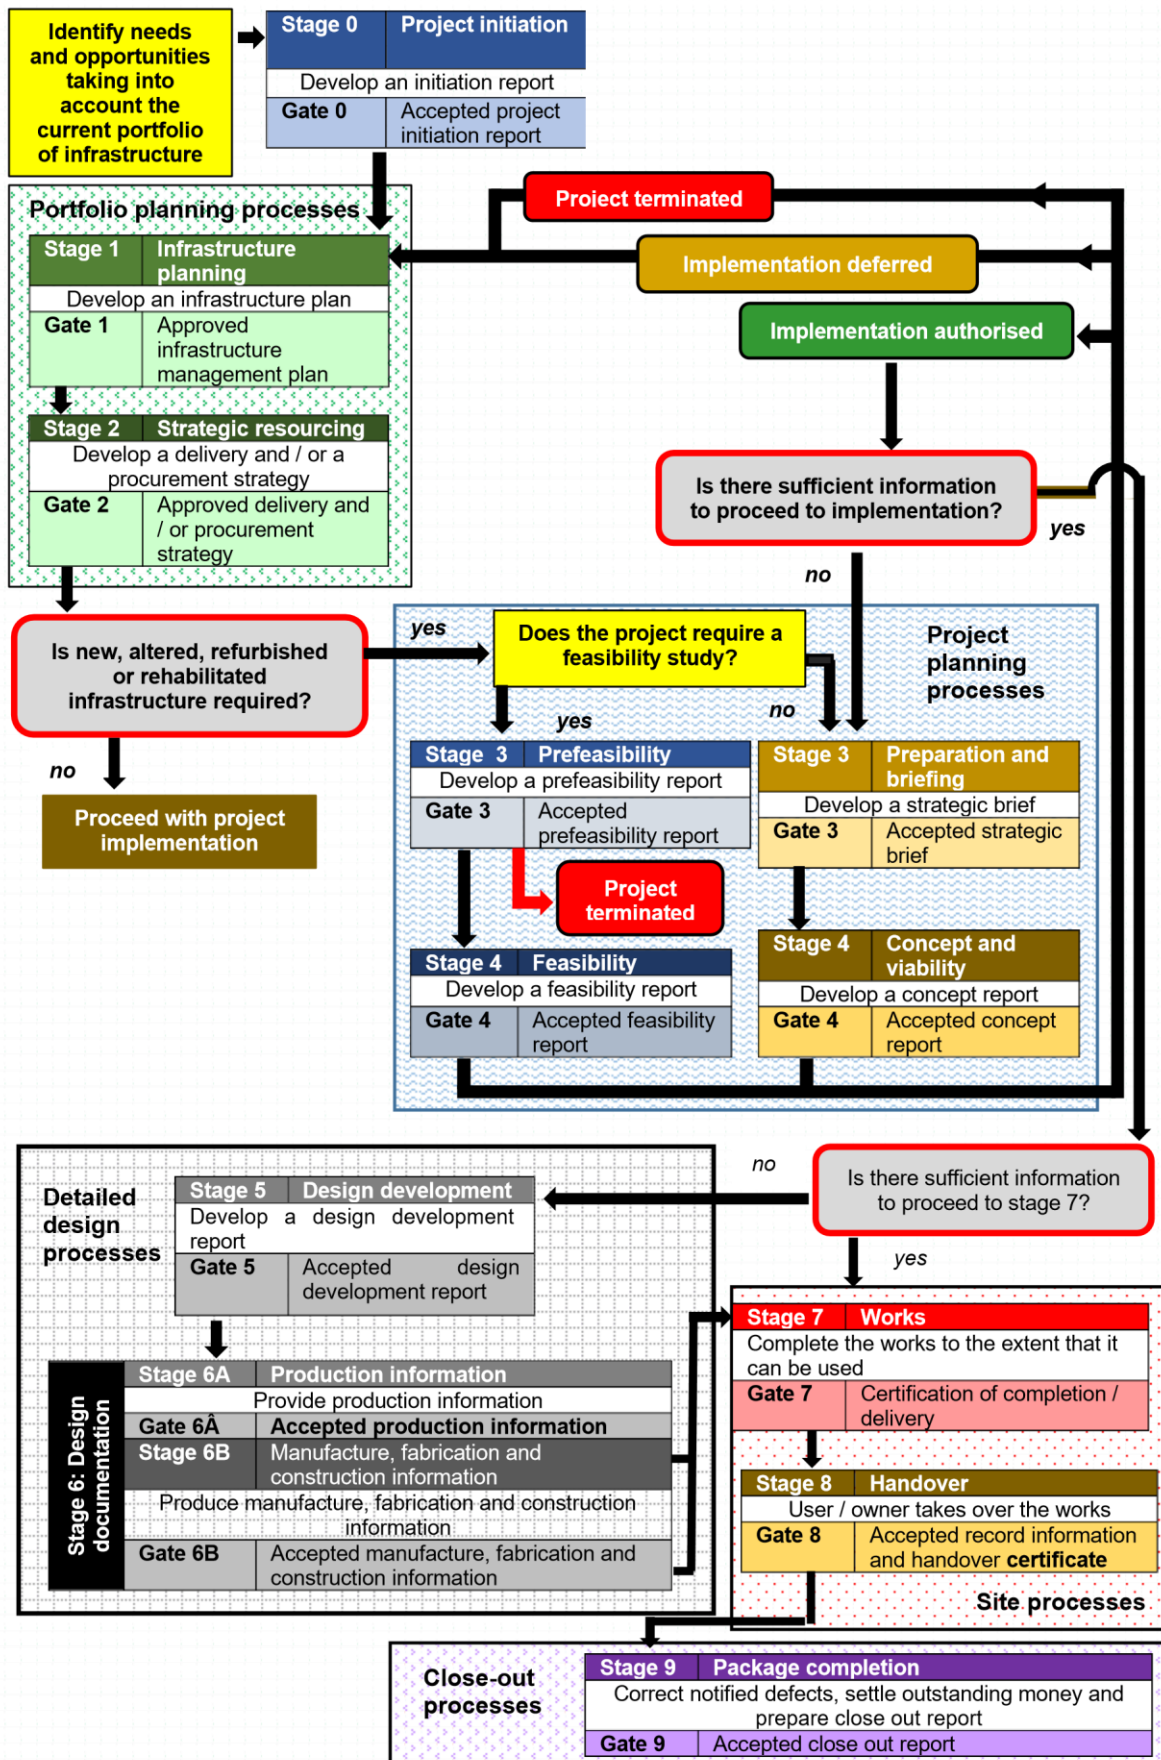 Identify needs
and opportunities
taking into
account the
current portfolio
of infrastructure
Stage 0 Project initiation
Develop an initiation report
Gate 0 Accepted project
initiation report
Portfolio planning processes
Stage 1 Infrastructure
planning
Develop an infrastructure plan
Gate 1 Approved
infrastructure
management plan
Stage 2 Strategic resourcing
Develop a delivery and / or a
procurement strategy
Gate 2 Approved delivery and
/ or procurement
strategy
Project terminated
Implementation deferred
Implementation authorised
Is there sufficient information
to proceed to implementation?
yes
no
Is new, altered, refurbished
or rehabilitated
infrastructure required?
yes
no
Proceed with project
implementation
Does the project require a
feasibility study?
Project
planning
processes
yes
no
Stage 3 Prefeasibility
Develop a prefeasibility report
Gate 3 Accepted
prefeasibility report
Project
terminated
Stage 4 Feasibility
Develop a feasibility report
Gate 4 Accepted feasibility
report
Stage 3 Preparation and
briefing
Develop a strategic brief
Gate 3 Accepted strategic
brief
Stage 4 Concept and
viability
Develop a concept report
Gate 4 Accepted concept
report
Is there sufficient information
to proceed to stage 7?
no
yes
Detailed
design
processes
Stage 5 Design development
Develop a design development
report
Gate 5 Accepted design
development report
Stage 6: Design
documentation
Stage 6A Production information
Provide production information
Gate 6Â Accepted production information
Stage 6B Manufacture, fabrication and
construction information
Produce manufacture, fabrication and construction
information
Gate 6B Accepted manufacture, fabrication and
construction information
Stage 7 Works
Complete the works to the extent that it
can be used
Gate 7 Certification of completion /
delivery
Stage 8 Handover
User / owner takes over the works
Gate 8 Accepted record information
and handover certificate
Site processes
Close-out
processes
Stage 9 Package completion
Correct notified defects, settle outstanding money and
prepare close out report
Gate 9 Accepted close out report